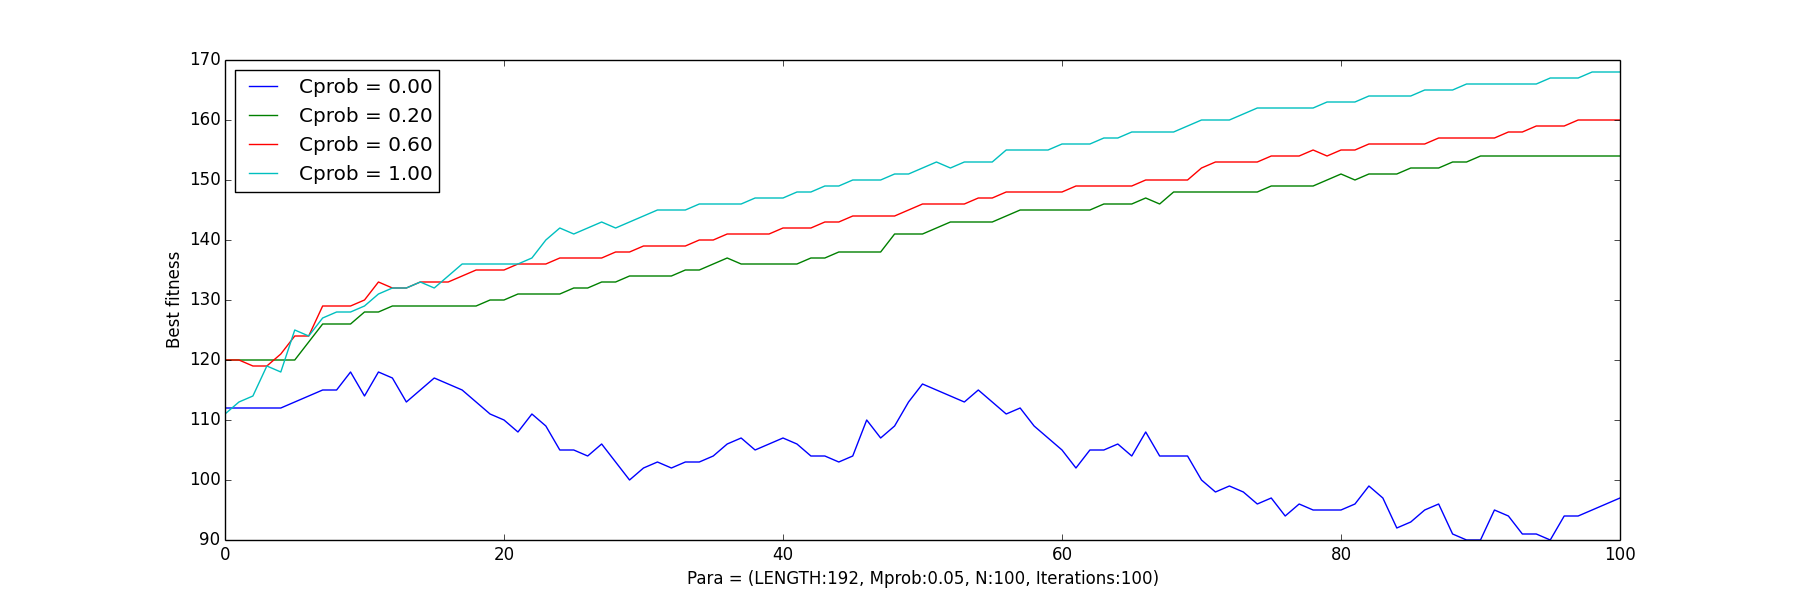 170
160
150
140
130
120
110
100
90
Best fitness
Cprob = 0.00
Cprob = 0.20
Cprob = 0.60
Cprob = 1.00
0 20 40 60 80 100
Para = (LENGTH:192, Mprob:0.05, N:100, Iterations:100)